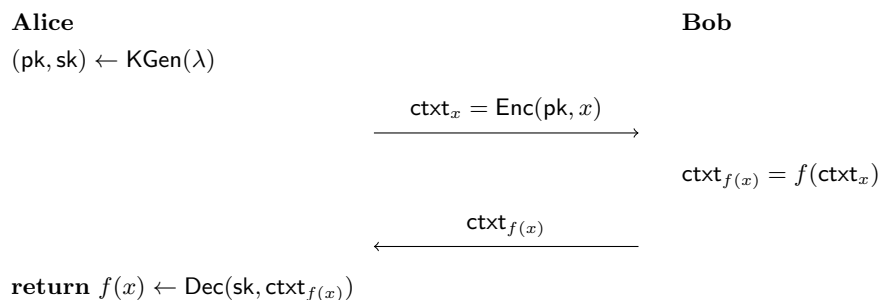 Alice Bob
(pk, sk) ← KGen(λ)
ctxt_x = Enc(pk, x)
ctxt_{f(x)} = f(ctxt_x)
ctxt_{f(x)}
return f(x) ← Dec(sk, ctxt_{f(x)})